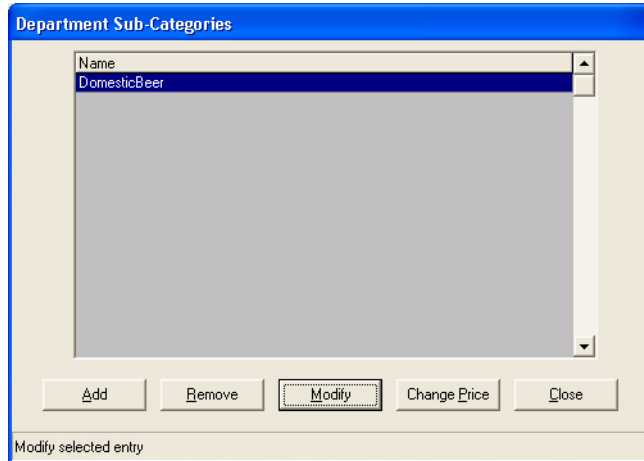 Department Sub-Categories
Name
DomesticBeer
Add Remove Modify Change Price Close
Modify selected entry